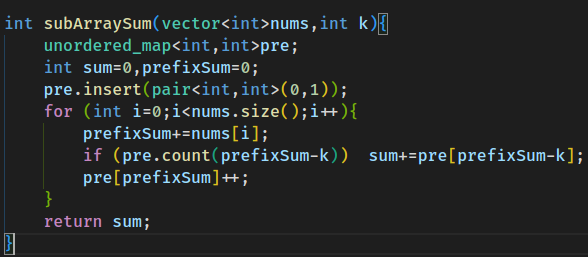 int subArraySum(vector<int>nums,int k){
    unordered_map<int,int>pre;
    int sum=0,prefixSum=0;
    pre.insert(pair<int,int>(0,1));
    for (int i=0;i<nums.size();i++){
        prefixSum+=nums[i];
        if (pre.count(prefixSum-k))  sum+=pre[prefixSum-k];
        pre[prefixSum]++;
    }
    return sum;
}